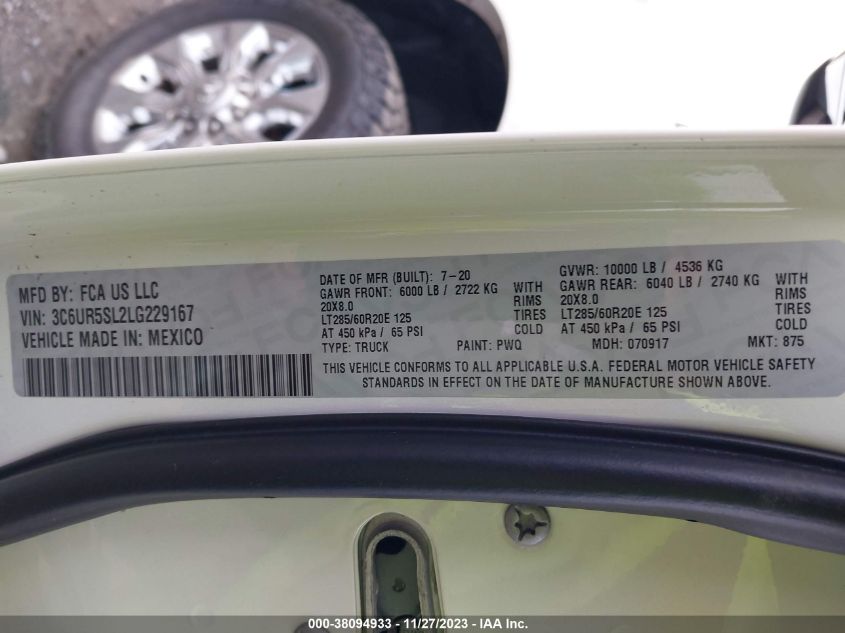 MFD BY: FCA US LLC
VIN: 3C6UR5SL2LG229167
VEHICLE MADE IN: MEXICO
DATE OF MFR (BUILT): 7-20
GAWR FRONT: 6000 LB / 2722 KG WITH
20X8.0 RIMS
LT285/60R20E 125 TIRES
AT 450 kPa / 65 PSI COLD
TYPE: TRUCK PAINT: PWQ
GVWR: 10000 LB / 4536 KG
GAWR REAR: 6040 LB / 2740 KG WITH
20X8.0 RIMS
LT285/60R20E 125 TIRES
AT 450 kPa / 65 PSI COLD
MDH: 070917 MKT: 875
THIS VEHICLE CONFORMS TO ALL APPLICABLE U.S.A. FEDERAL MOTOR VEHICLE SAFETY
STANDARDS IN EFFECT ON THE DATE OF MANUFACTURE SHOWN ABOVE.
000-38094933 - 11/27/2023 - IAA Inc.